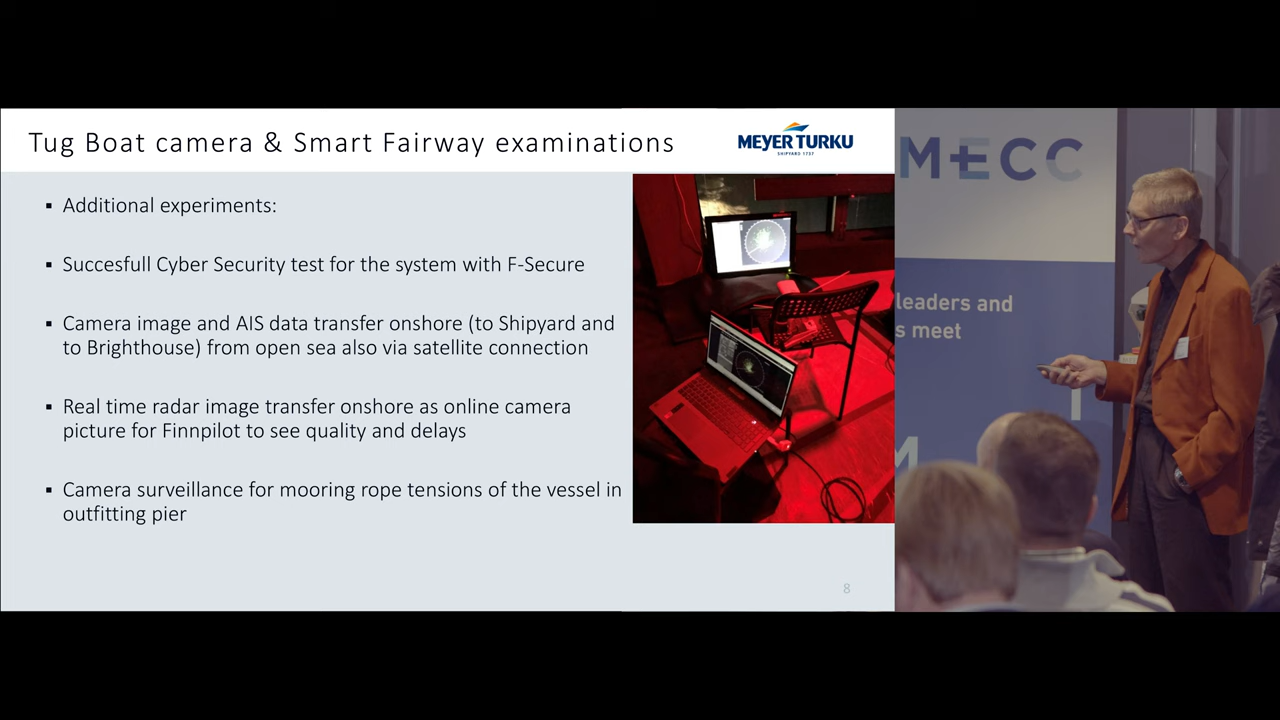 Tug Boat camera & Smart Fairway examinations
MEYER TURKU
SHIPYARD 1737
▪ Additional experiments:
▪ Succesfull Cyber Security test for the system with F-Secure
▪ Camera image and AIS data transfer onshore (to Shipyard and
to Brighthouse) from open sea also via satellite connection
▪ Real time radar image transfer onshore as online camera
picture for Finnpilot to see quality and delays
▪ Camera surveillance for mooring rope tensions of the vessel in
outfitting pier
8
MECC
leaders and
s meet
M